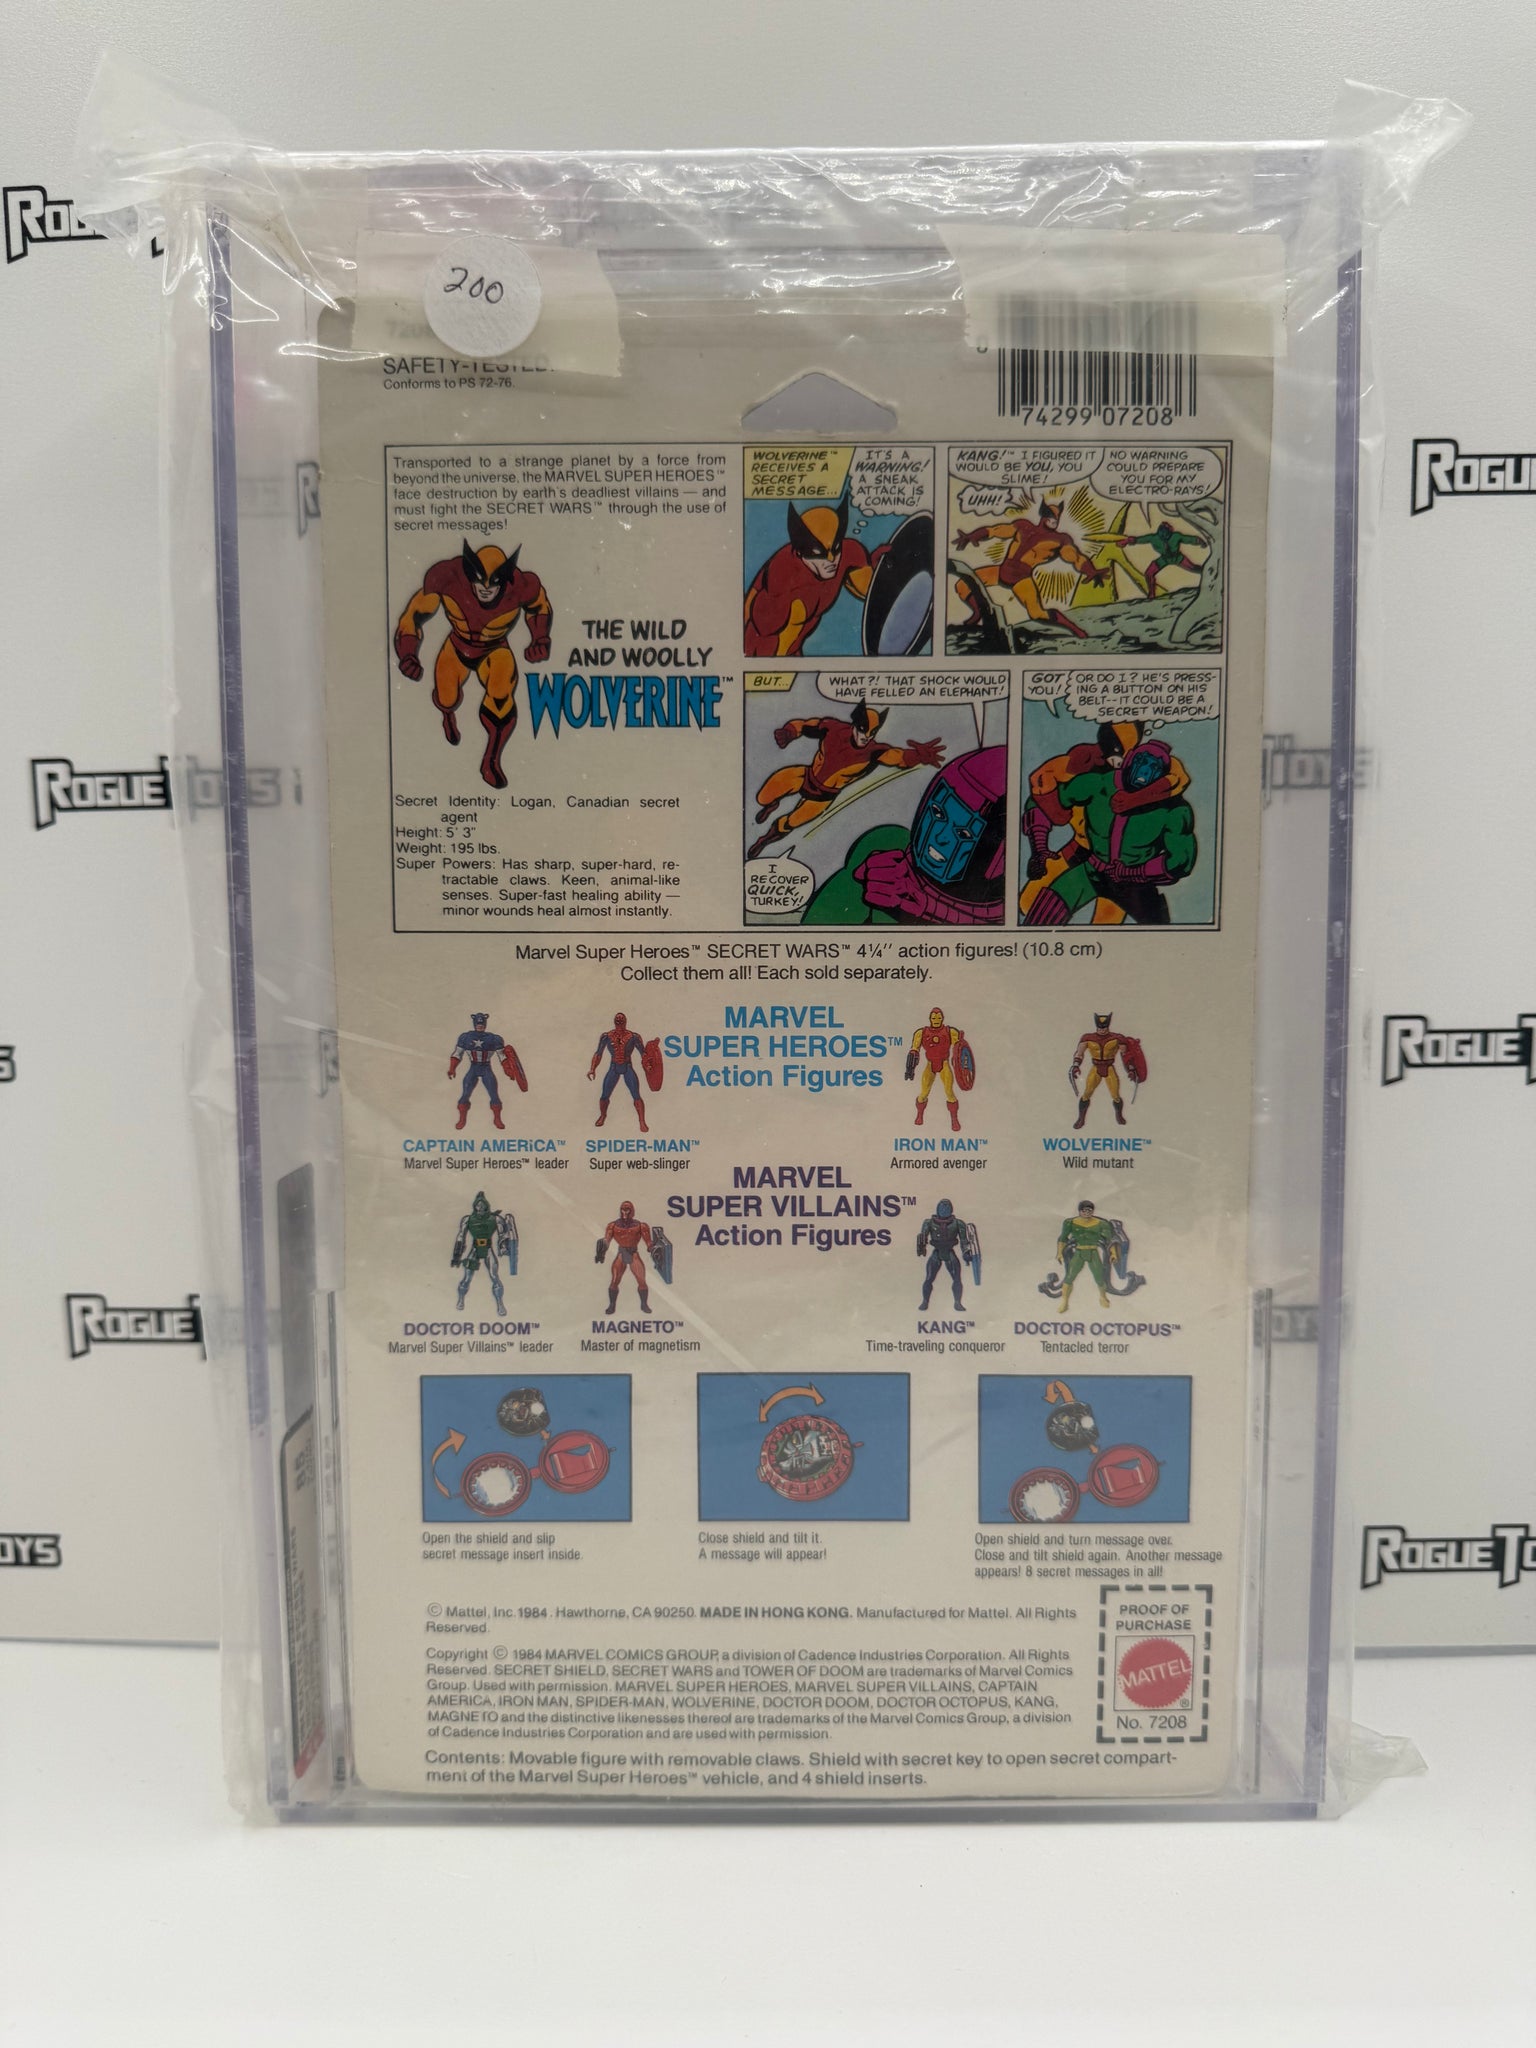 200
SAFETY-TESTED.
Conforms to PS 72-76.
0
74299 07208
Transported to a strange planet by a force from
beyond the universe, the MARVEL SUPER HEROES™
face destruction by earth's deadliest villains — and
must fight the SECRET WARS™ through the use of
secret messages!
THE WILD
AND WOOLLY
WOLVERINE™
Secret Identity: Logan, Canadian secret
agent
Height: 5' 3"
Weight: 195 lbs.
Super Powers: Has sharp, super-hard, re-
tractable claws. Keen, animal-like
senses. Super-fast healing ability —
minor wounds heal almost instantly.
WOLVERINE™
RECEIVES A
SECRET
MESSAGE...
IT'S A
WARNING!
A SNEAK
ATTACK IS
COMING!
KANG!™ I FIGURED IT
WOULD BE YOU, YOU
SLIME!
UHH!
NO WARNING
COULD PREPARE
YOU FOR MY
ELECTRO-RAYS!
BUT...
WHAT?! THAT SHOCK WOULD
HAVE FELLED AN ELEPHANT!
I
RECOVER
QUICK,
TURKEY!
GOT
YOU!
OR DO I? HE'S PRESS-
ING A BUTTON ON HIS
BELT--IT COULD BE A
SECRET WEAPON!
Marvel Super Heroes™ SECRET WARS™ 4¼'' action figures! (10.8 cm)
Collect them all! Each sold separately.
MARVEL
SUPER HEROES™
Action Figures
CAPTAIN AMERiCA™
Marvel Super Heroes™ leader
SPIDER-MAN™
Super web-slinger
IRON MAN™
Armored avenger
WOLVERINE™
Wild mutant
MARVEL
SUPER VILLAINS™
Action Figures
DOCTOR DOOM™
Marvel Super Villains™ leader
MAGNETO™
Master of magnetism
KANG™
Time-traveling conqueror
DOCTOR OCTOPUS™
Tentacled terror
Open the shield and slip
secret message insert inside.
Close shield and tilt it.
A message will appear!
Open shield and turn message over.
Close and tilt shield again. Another message
appears! 8 secret messages in all!
© Mattel, Inc. 1984. Hawthorne, CA 90250. MADE IN HONG KONG. Manufactured for Mattel. All Rights
Reserved.
Copyright © 1984 MARVEL COMICS GROUP, a division of Cadence Industries Corporation. All Rights
Reserved. SECRET SHIELD, SECRET WARS and TOWER OF DOOM are trademarks of Marvel Comics
Group. Used with permission. MARVEL SUPER HEROES, MARVEL SUPER VILLAINS, CAPTAIN
AMERICA, IRON MAN, SPIDER-MAN, WOLVERINE, DOCTOR DOOM, DOCTOR OCTOPUS, KANG,
MAGNETO and the distinctive likenesses thereof are trademarks of the Marvel Comics Group, a division
of Cadence Industries Corporation and are used with permission.
Contents: Movable figure with removable claws. Shield with secret key to open secret compart-
ment of the Marvel Super Heroes™ vehicle, and 4 shield inserts.
PROOF OF
PURCHASE
MATTEL
®
No. 7208
ROGUE TOYS
ROGUE
ROGUE
ROGUE
ROGUE